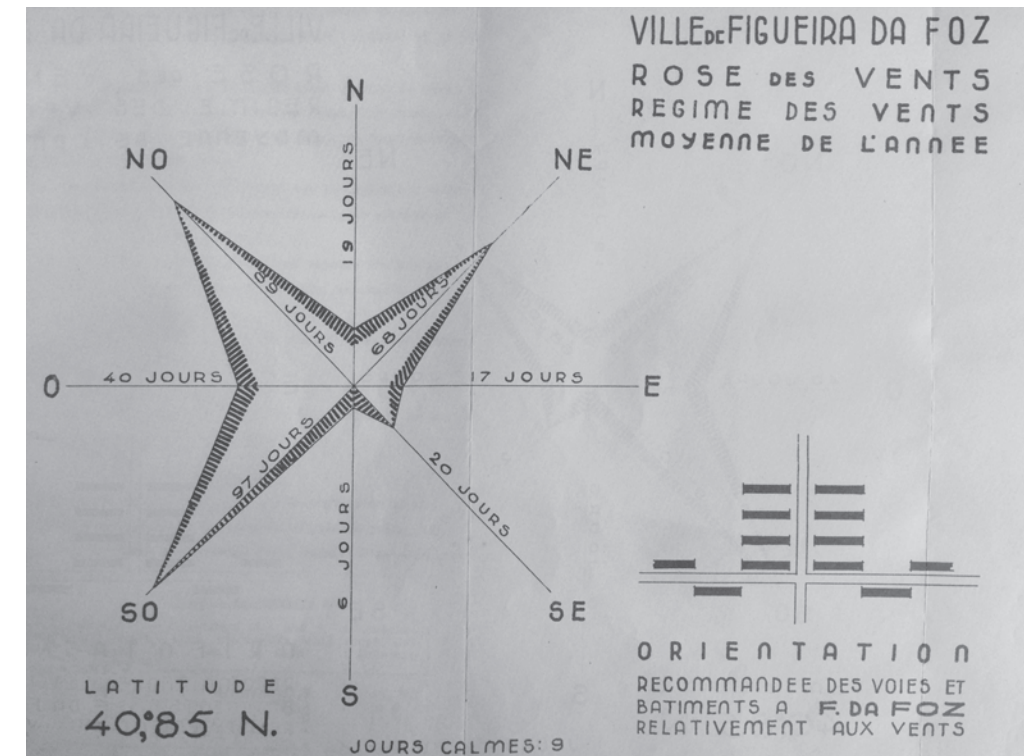 VILLE DE FIGUEIRA DA FOZ
ROSE DES VENTS
REGIME DES VENTS
MOYENNE DE L'ANNEE
N
NO
NE
19 JOURS
89 JOURS
68 JOURS
O
40 JOURS
17 JOURS
E
97 JOURS
20 JOURS
6 JOURS
SO
SE
S
LATITUDE
40,°85 N.
JOURS CALMES: 9
ORIENTATION
RECOMMANDEE DES VOIES ET
BATIMENTS A F. DA FOZ
RELATIVEMENT AUX VENTS